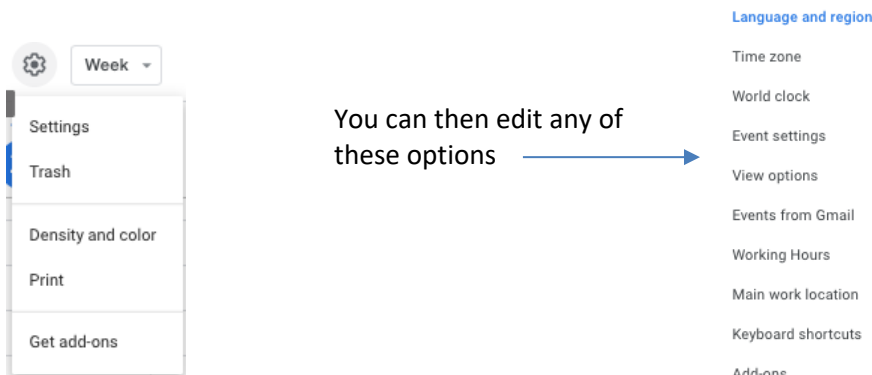 Week
Settings
Trash
Density and color
Print
Get add-ons
You can then edit any of
these options
Language and region
Time zone
World clock
Event settings
View options
Events from Gmail
Working Hours
Main work location
Keyboard shortcuts
Add-ons